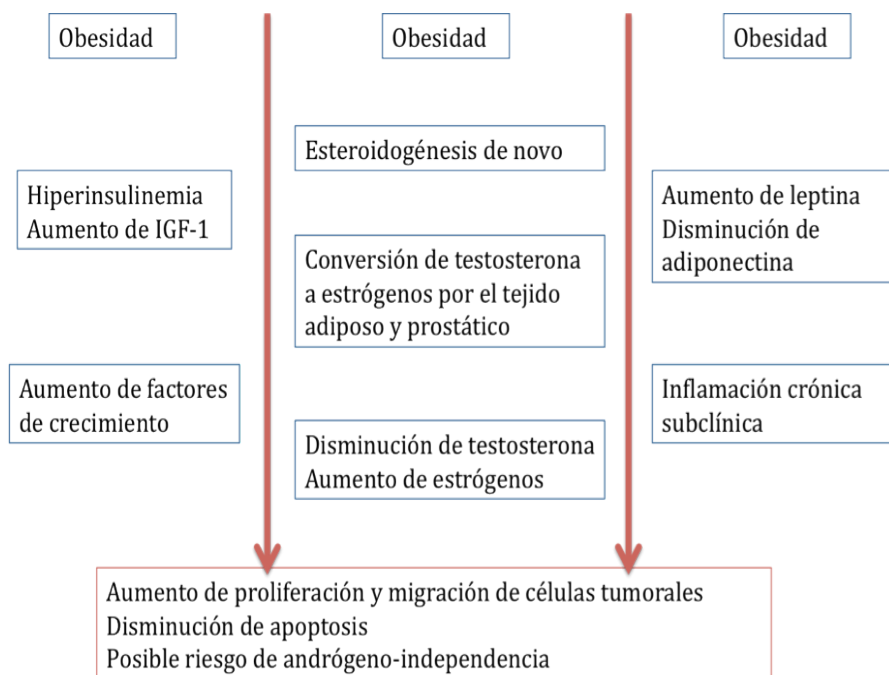 Obesidad
Hiperinsulinemia
Aumento de IGF-1
Aumento de factores
de crecimiento
Obesidad
Esteroidogénesis de novo
Conversión de testosterona
a estrógenos por el tejido
adiposo y prostático
Disminución de testosterona
Aumento de estrógenos
Obesidad
Aumento de leptina
Disminución de
adiponectina
Inflamación crónica
subclínica
Aumento de proliferación y migración de células tumorales
Disminución de apoptosis
Posible riesgo de andrógeno-independencia